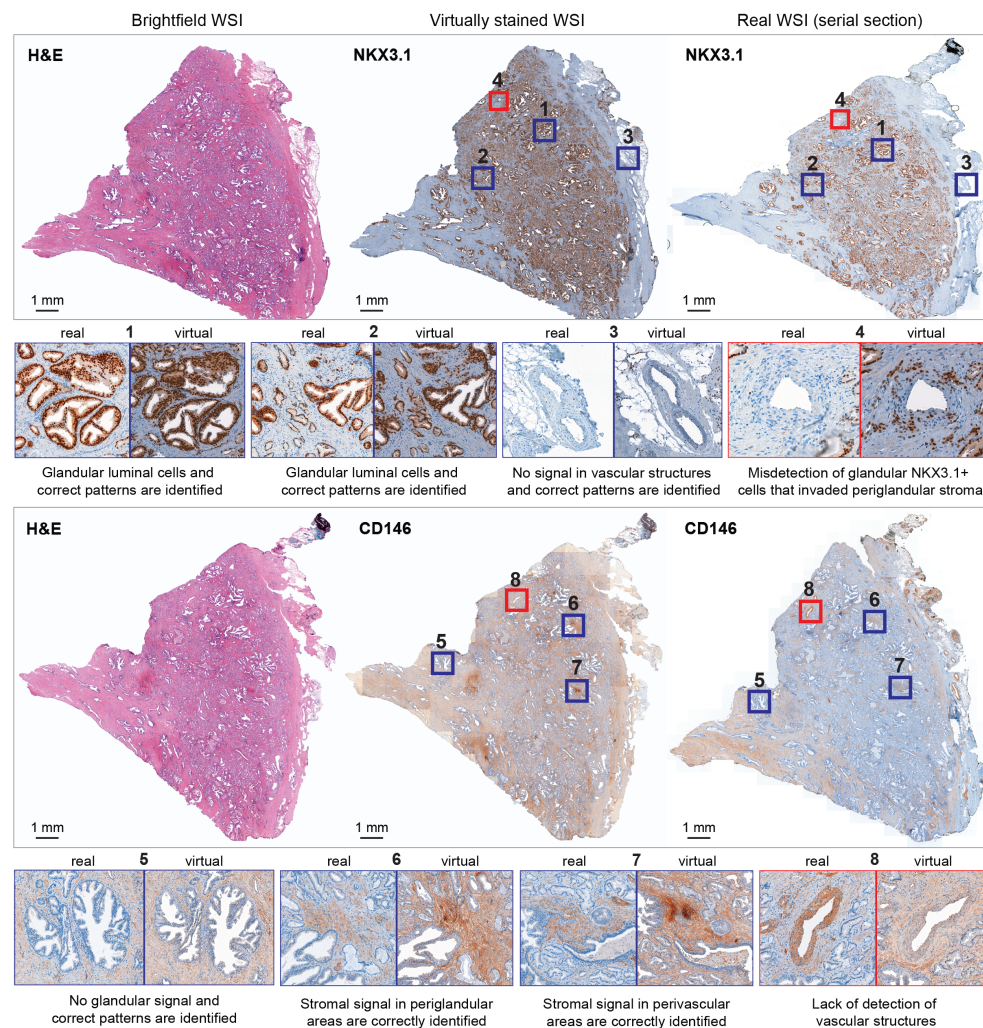 Brightfield WSI
Virtually stained WSI
Real WSI (serial section)
H&E
NKX3.1
NKX3.1
4
1
2
3
4
1
2
3
1 mm
1 mm
1 mm
real 1 virtual
real 2 virtual
real 3 virtual
real 4 virtual
Glandular luminal cells and
correct patterns are identified
Glandular luminal cells and
correct patterns are identified
No signal in vascular structures
and correct patterns are identified
Misdetection of glandular NKX3.1+
cells that invaded periglandular stroma
H&E
CD146
CD146
8
6
5
7
8
6
5
7
1 mm
1 mm
1 mm
real 5 virtual
real 6 virtual
real 7 virtual
real 8 virtual
No glandular signal and
correct patterns are identified
Stromal signal in periglandular
areas are correctly identified
Stromal signal in perivascular
areas are correctly identified
Lack of detection of
vascular structures